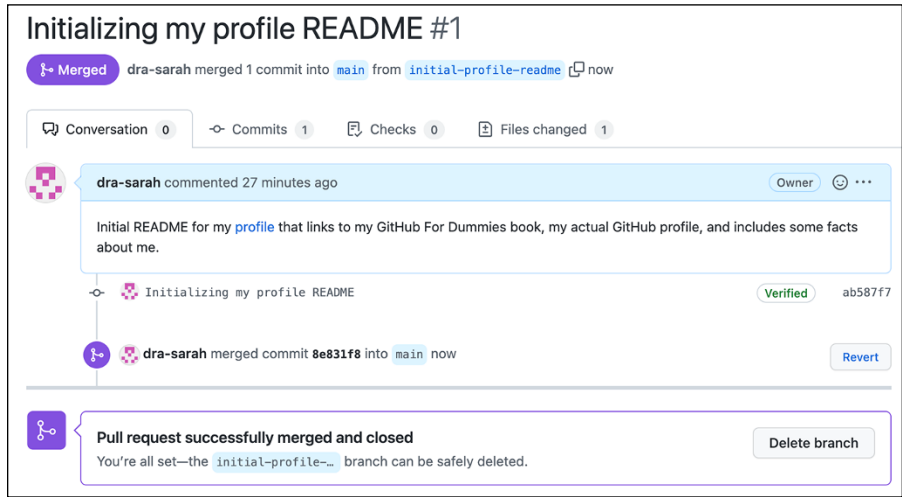 Initializing my profile README #1
Merged dra-sarah merged 1 commit into main from initial-profile-readme now
Conversation 0 Commits 1 Checks 0 Files changed 1
dra-sarah commented 27 minutes ago Owner ...
Initial README for my profile that links to my GitHub For Dummies book, my actual GitHub profile, and includes some facts
about me.
Initializing my profile README Verified ab587f7
dra-sarah merged commit 8e831f8 into main now Revert
Pull request successfully merged and closed
You're all set—the initial-profile-… branch can be safely deleted. Delete branch